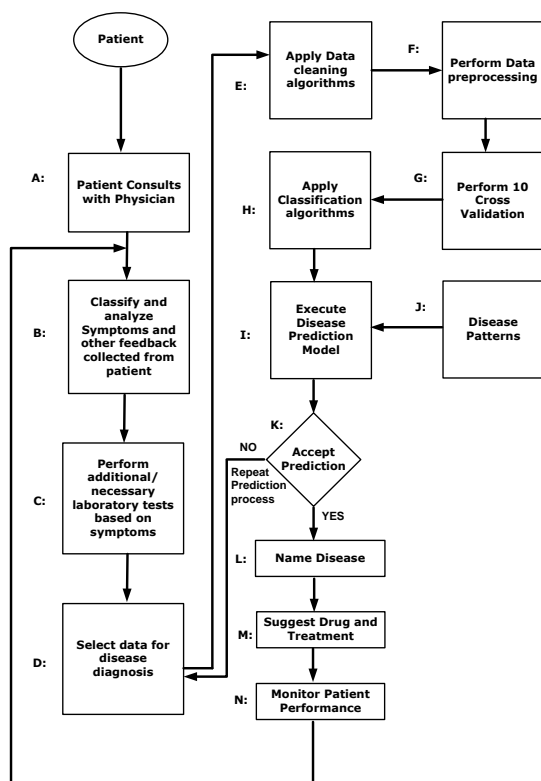 Patient
A:
Patient Consults
with Physician
B:
Classify and
analyze
Symptoms and
other feedback
collected from
patient
C:
Perform
additional/
necessary
laboratory tests
based on
symptoms
D:
Select data for
disease
diagnosis
E:
Apply Data
cleaning
algorithms
F:
Perform Data
preprocessing
G:
Perform 10
Cross
Validation
H:
Apply
Classification
algorithms
I:
Execute
Disease
Prediction
Model
J:
Disease
Patterns
K:
Accept
Prediction
NO
Repeat
Prediction
process
YES
L:
Name Disease
M:
Suggest Drug and
Treatment
N:
Monitor Patient
Performance